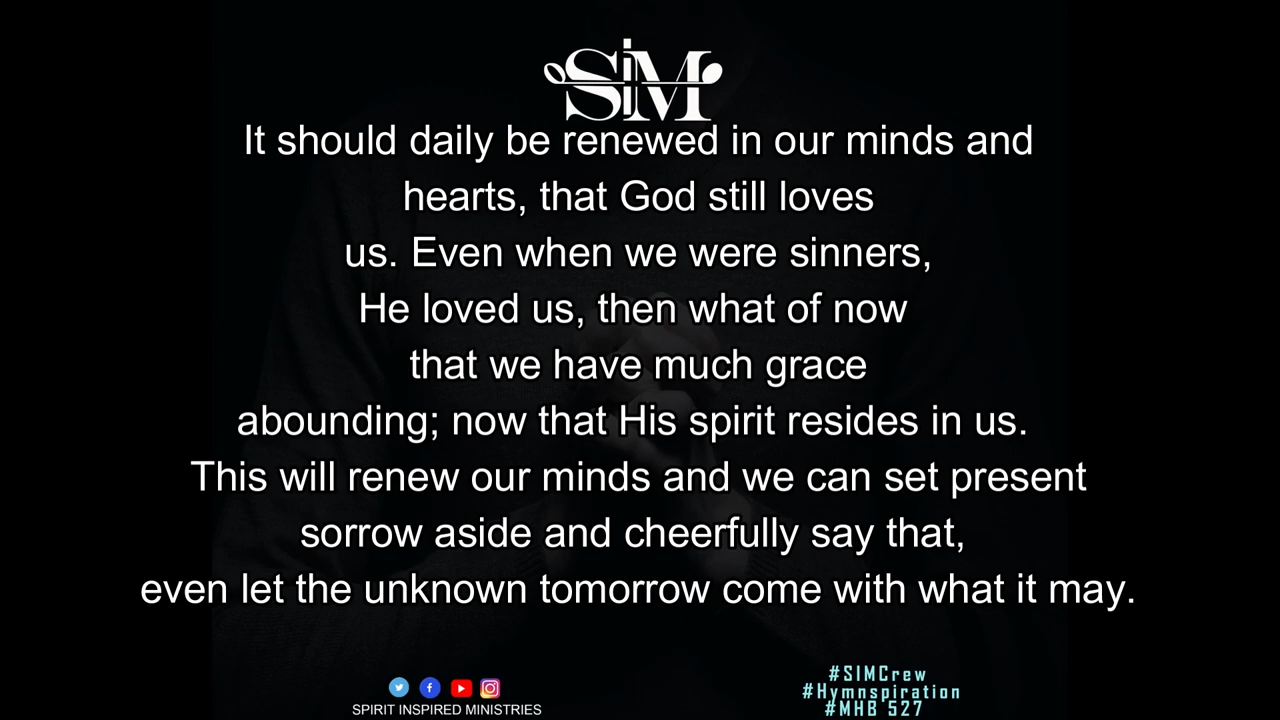 SiM
It should daily be renewed in our minds and
hearts, that God still loves
us. Even when we were sinners,
He loved us, then what of now
that we have much grace
abounding; now that His spirit resides in us.
This will renew our minds and we can set present
sorrow aside and cheerfully say that,
even let the unknown tomorrow come with what it may.
SPIRIT INSPIRED MINISTRIES
#SIMCrew
#Hymnspiration
#MHB 527